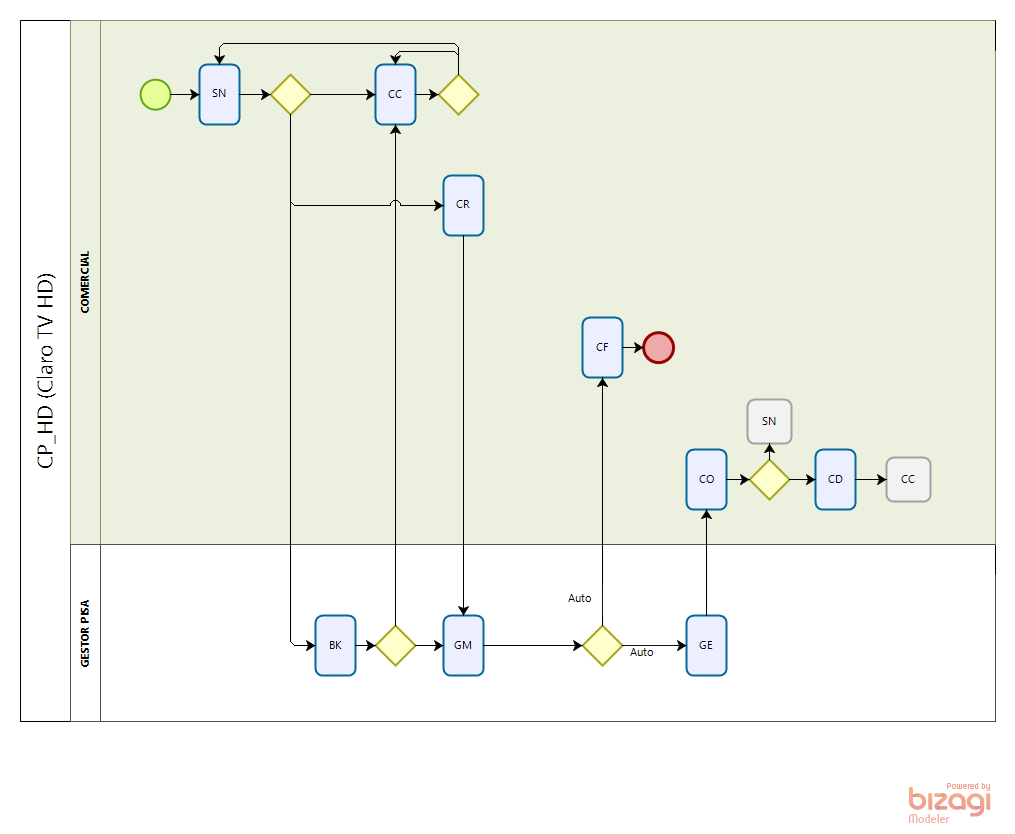 CP_HD (Claro TV HD)
COMERCIAL
SN
CC
CR
CF
SN
CO
CD
CC
GESTOR PISA
Auto
BK
GM
Auto
GE
Powered by
bizagi
Modeler